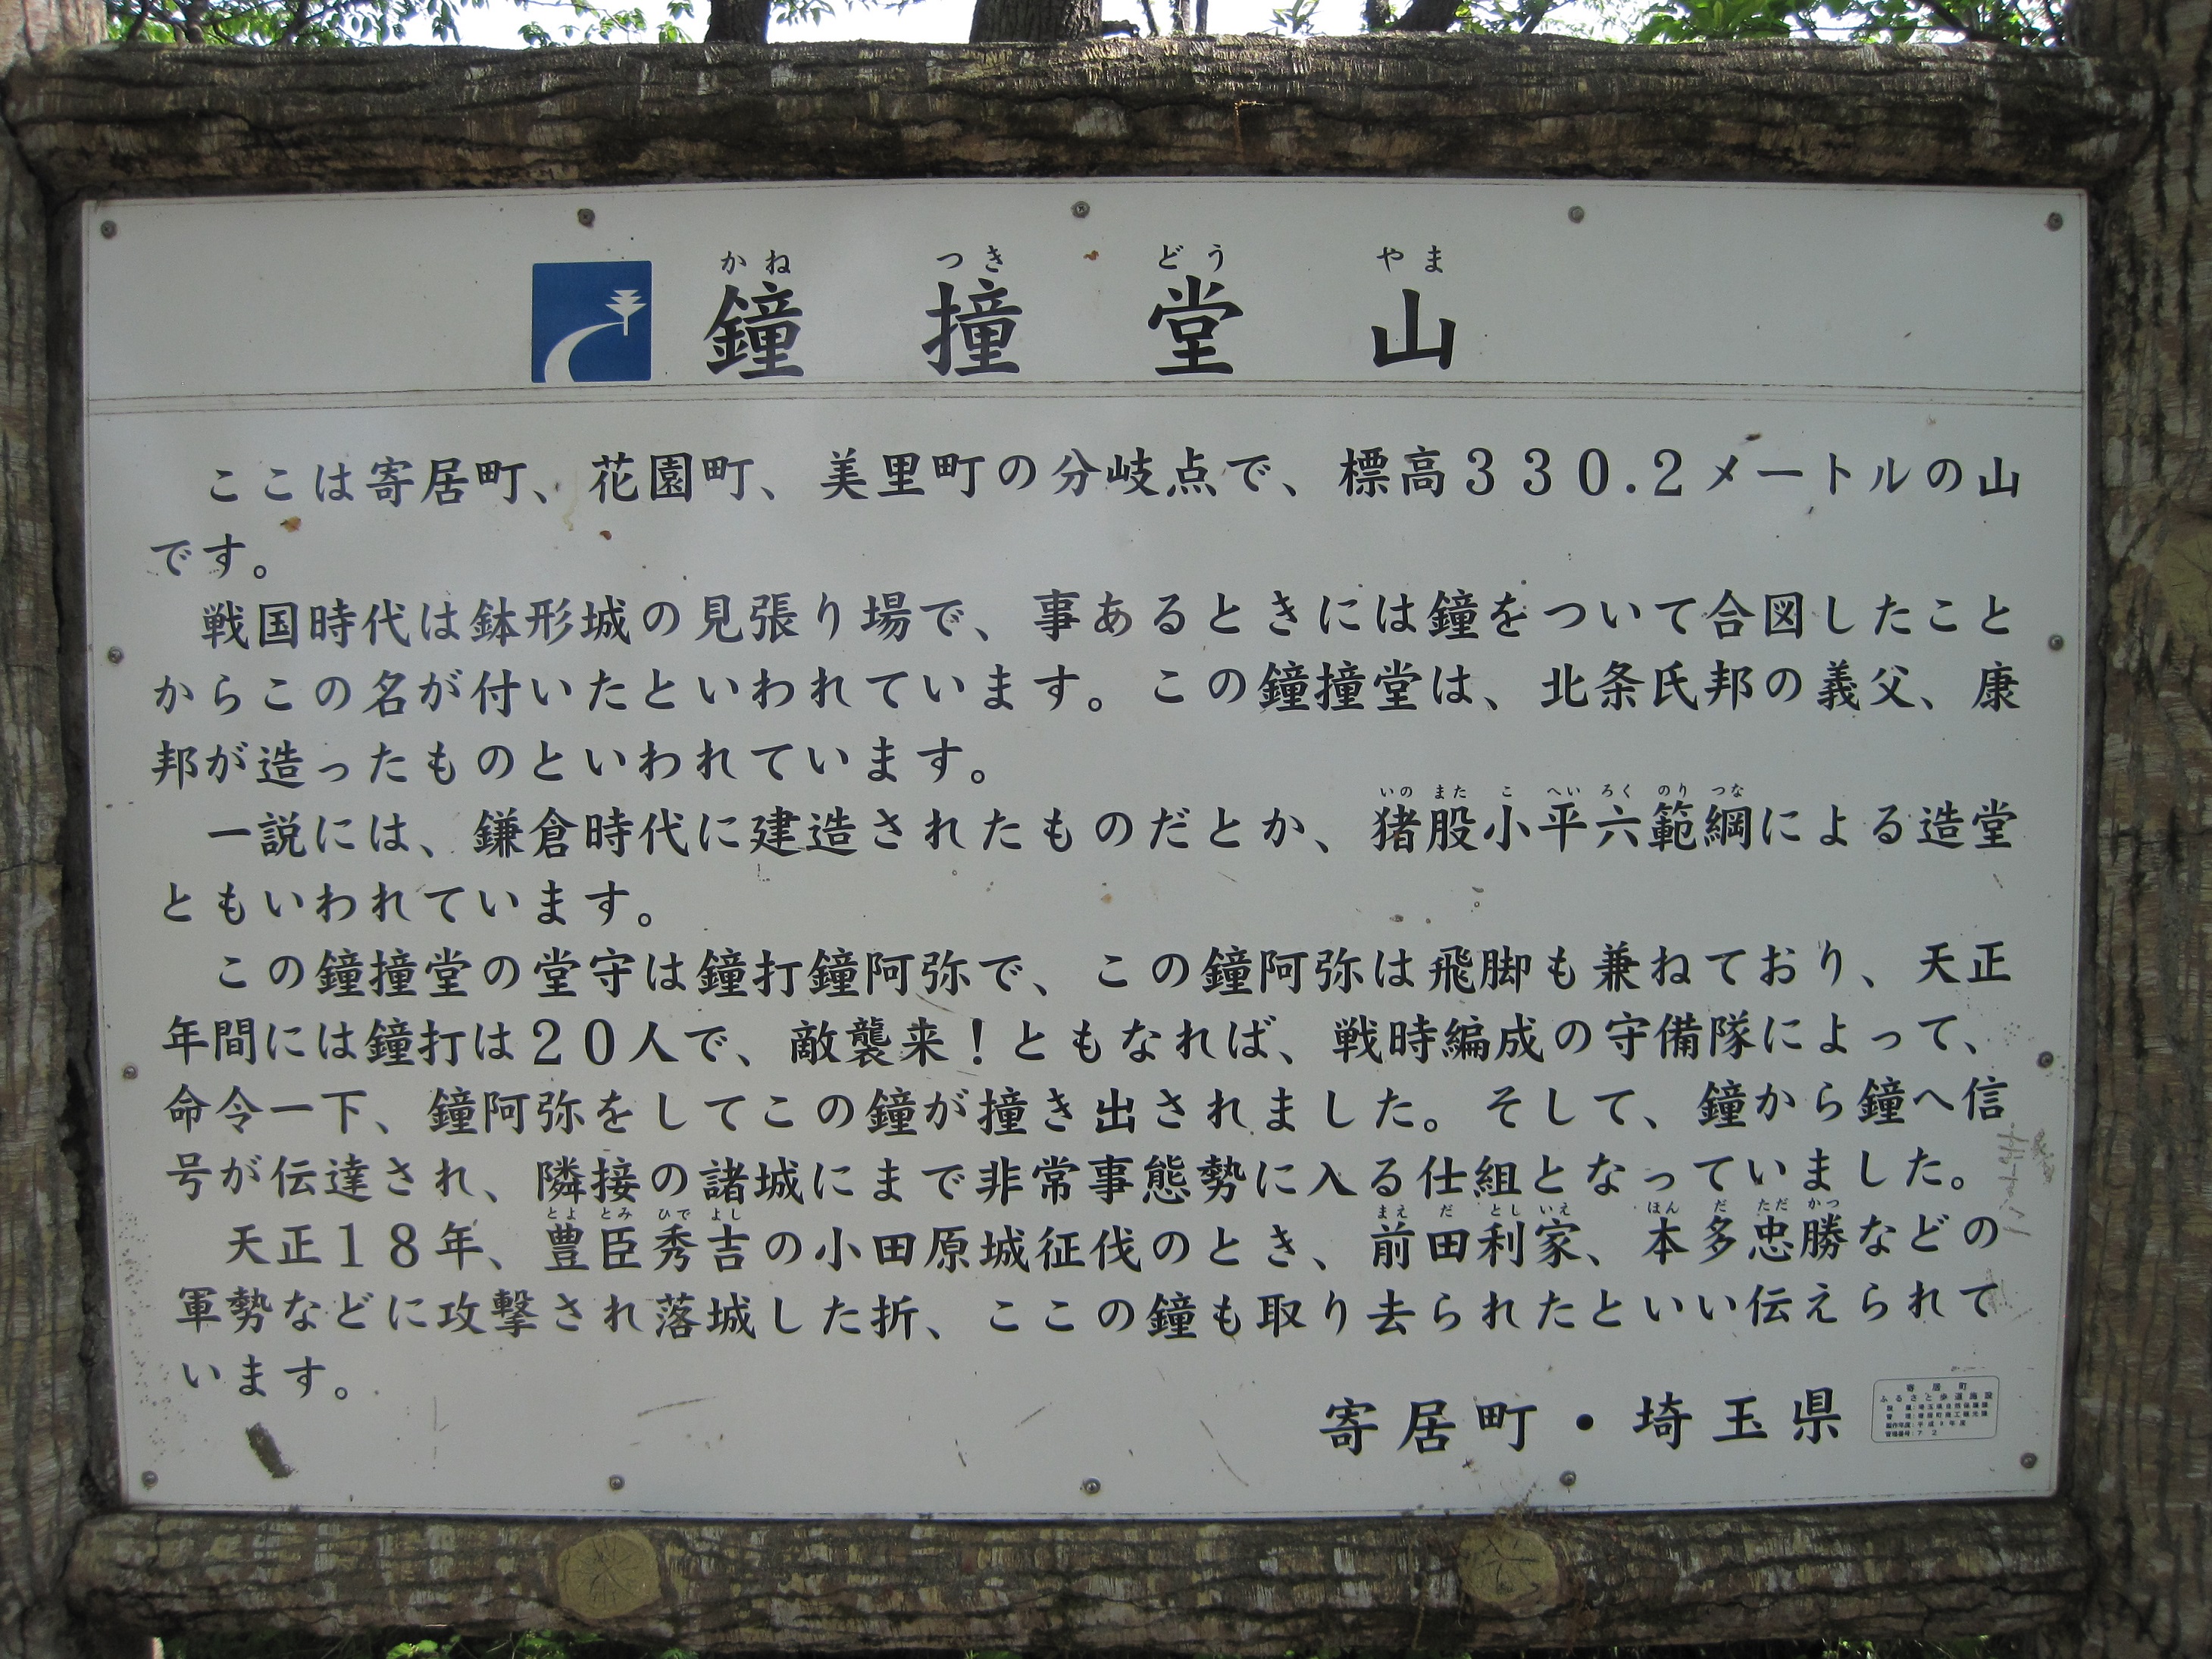 かね つき どう やま
鐘撞堂山
ここは寄居町、花園町、美里町の分岐点で、標高330.2メートルの山
です。
戦国時代は鉢形城の見張り場で、事あるときには鐘をついて合図したこと
からこの名が付いたといわれています。この鐘撞堂は、北条氏邦の義父、康
邦が造ったものといわれています。
いの また こ へい ろく のり つな
一説には、鎌倉時代に建造されたものだとか、猪股小平六範綱による造堂
ともいわれています。
この鐘撞堂の堂守は鐘打鐘阿弥で、この鐘阿弥は飛脚も兼ねており、天正
年間には鐘打は20人で、敵襲来！ともなれば、戦時編成の守備隊によって、
命令一下、鐘阿弥をしてこの鐘が撞き出されました。そして、鐘から鐘へ信
号が伝達され、隣接の諸城にまで非常事態勢に入る仕組となっていました。
とよ とみ ひで よし まえ だ とし いえ ほん だ ただ かつ
天正18年、豊臣秀吉の小田原城征伐のとき、前田利家、本多忠勝などの
軍勢などに攻撃され落城した折、ここの鐘も取り去られたといい伝えられて
います。
寄居町・埼玉県
寄居町
ふるさと歩道施設